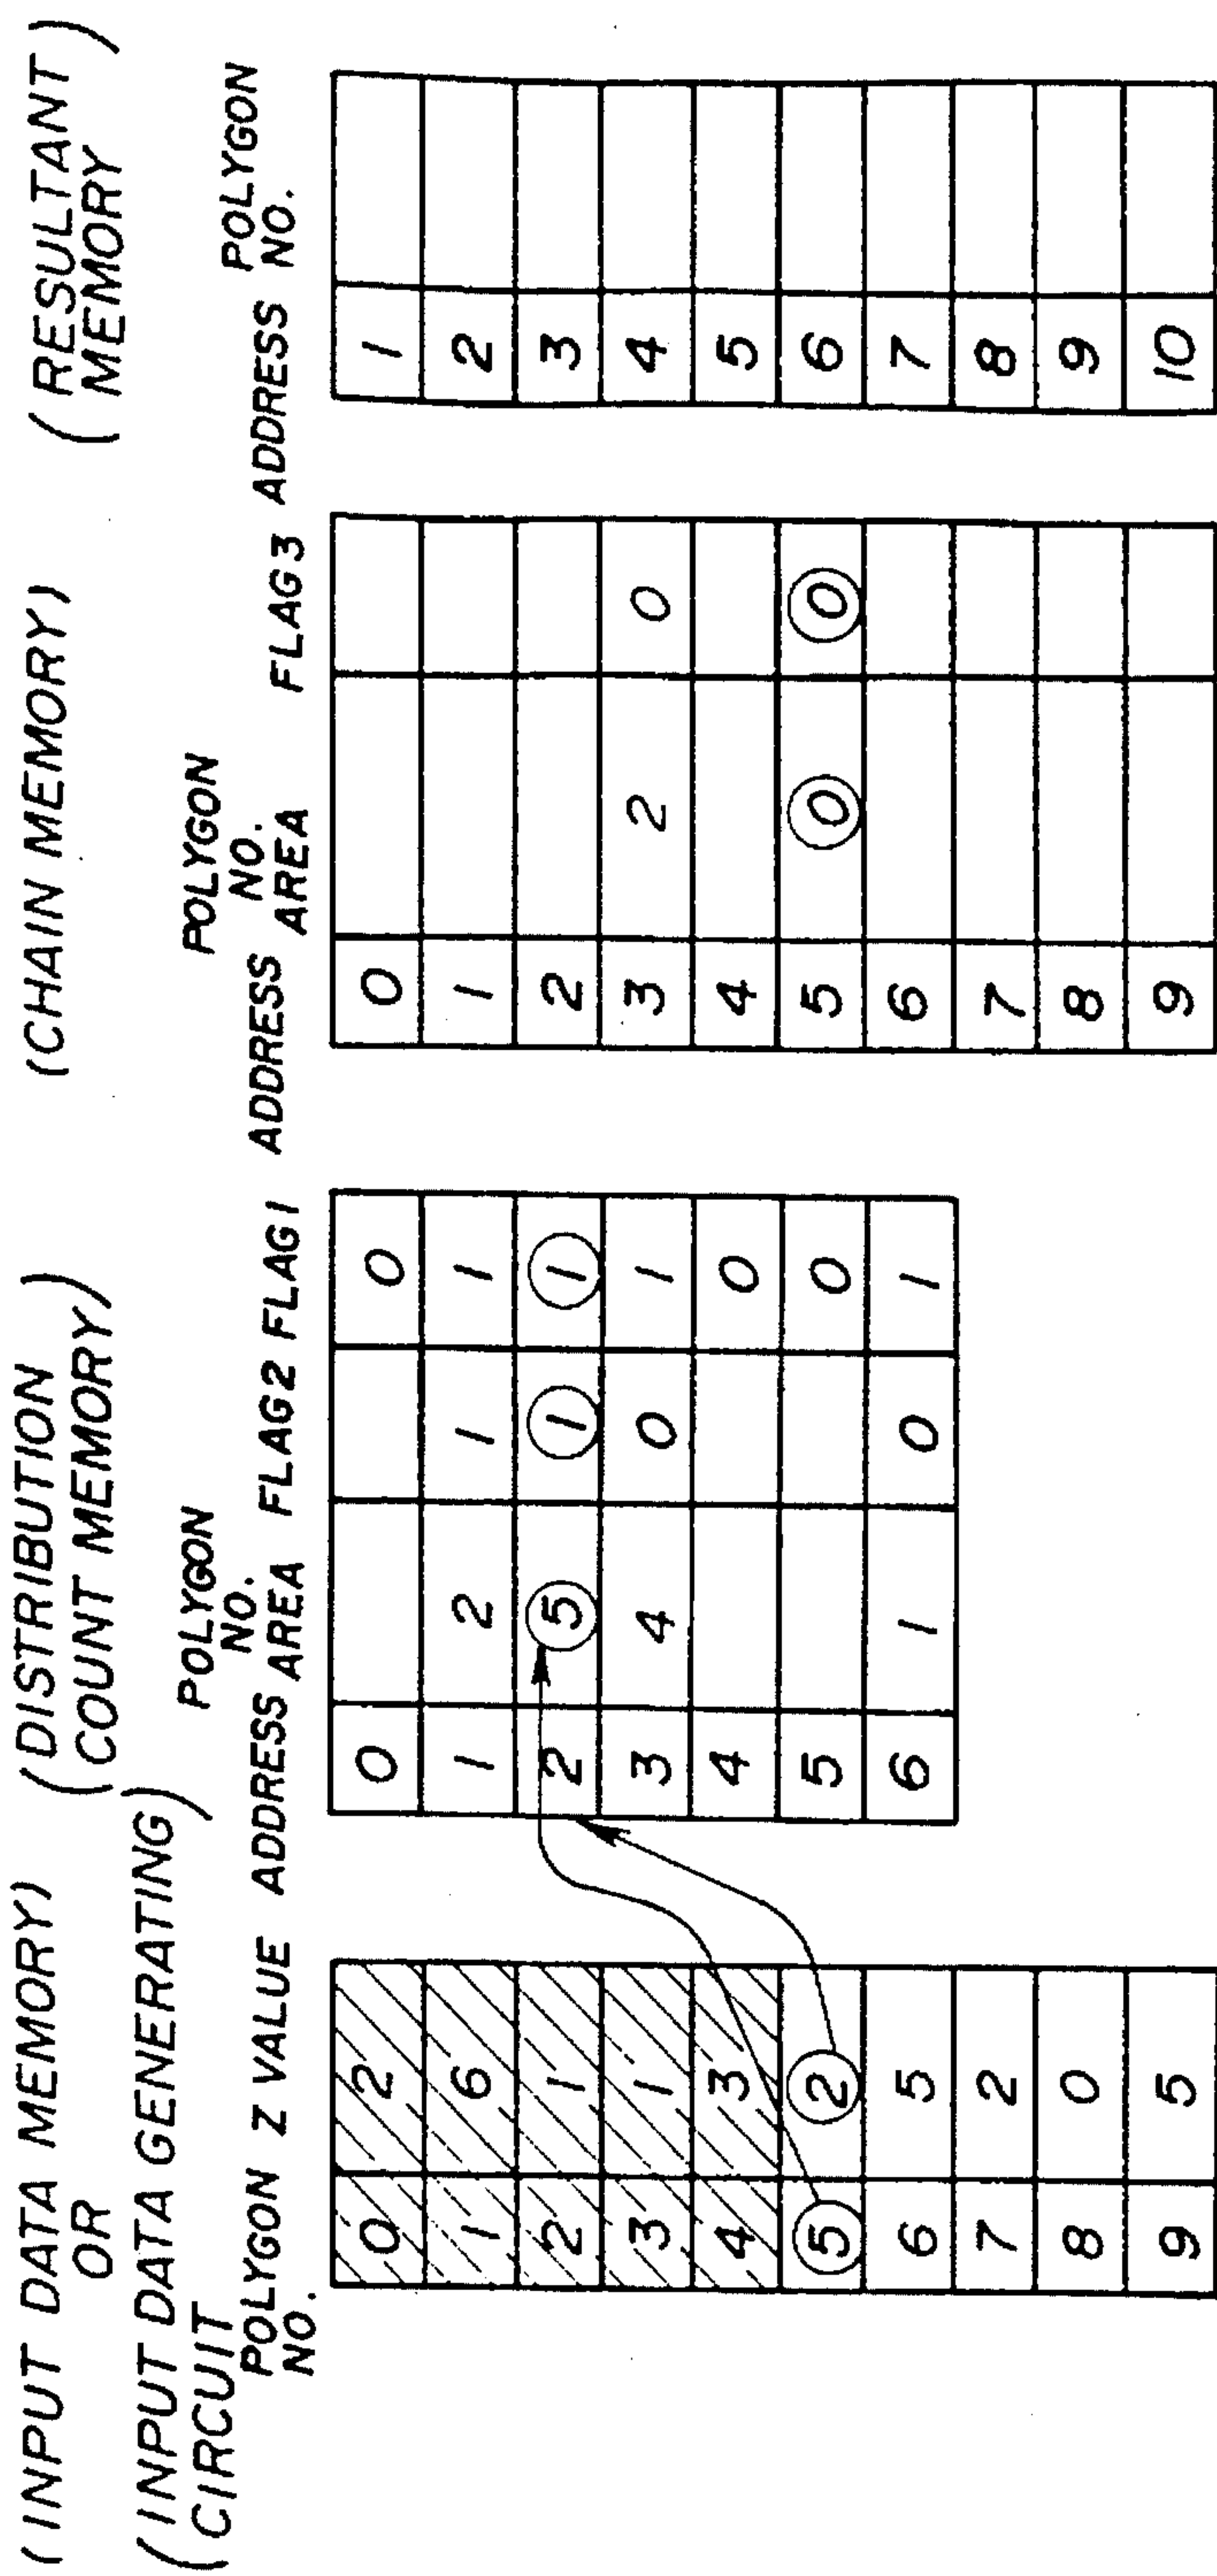 (INPUT DATA MEMORY)
OR
(INPUT DATA GENERATING)
(CIRCUIT
POLYGON NO. Z VALUE
0 2
1 6
2 1
3 1
4 3
5 2
6 5
7 2
8 0
9 5
(DISTRIBUTION)
(COUNT MEMORY)
ADDRESS POLYGON NO. AREA FLAG2 FLAG1
0 0
1 2 1 1
2 5 1 1
3 4 0 1
4 0
5 0
6 1 0 1
(CHAIN MEMORY)
ADDRESS POLYGON NO. AREA FLAG3
0
1
2
3 2 0
4
5 0 0
6
7
8
9
(RESULTANT)
(MEMORY
ADDRESS POLYGON NO.
1
2
3
4
5
6
7
8
9
10